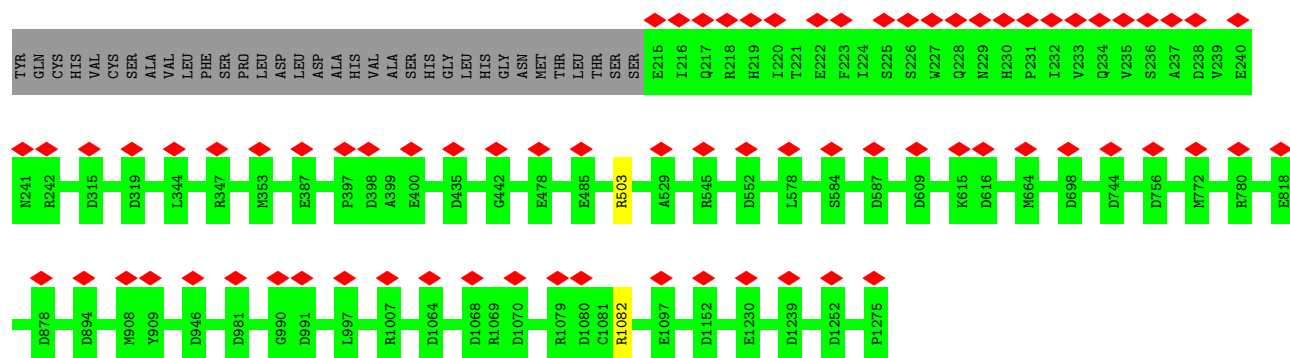 TYR GLN CYS HIS VAL CYS SER ALA VAL LEU PHE SER PRO LEU ASP LEU ASP ALA HIS VAL ALA SER HIS GLY LEU HIS GLY ASN MET THR LEU THR SER SER E215 I216 Q217 R218 H219 I220 T221 E222 F223 I224 S225 S226 W227 Q228 N229 H230 P231 I232 V233 Q234 V235 S236 A237 D238 V239 E240
N241 R242 D315 D319 L344 R347 M353 E387 P397 D398 A399 E400 D435 G442 E478 E485 R503 A529 R545 D552 L578 S584 D587 D609 K615 D616 M664 D698 D744 D756 M772 R780 E818
D878 D894 M908 Y909 D946 D981 G990 D991 L997 R1007 D1064 D1068 R1069 D1070 R1079 D1080 C1081 R1082 E1097 D1152 E1230 D1239 D1252 P1275